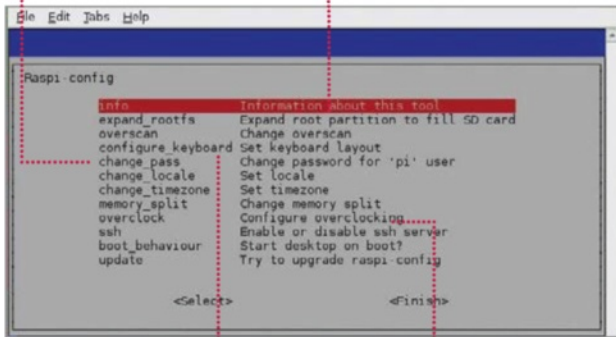 File Edit Tabs Help
Raspi-config
info Information about this tool
expand_rootfs Expand root partition to fill SD card
overscan Change overscan
configure_keyboard Set keyboard layout
change_pass Change password for 'pi' user
change_locale Set locale
change_timezone Set timezone
memory_split Change memory split
overclock Configure overclocking
ssh Enable or disable ssh server
boot_behaviour Start desktop on boot?
update Try to upgrade raspi-config
<Select> <Finish>